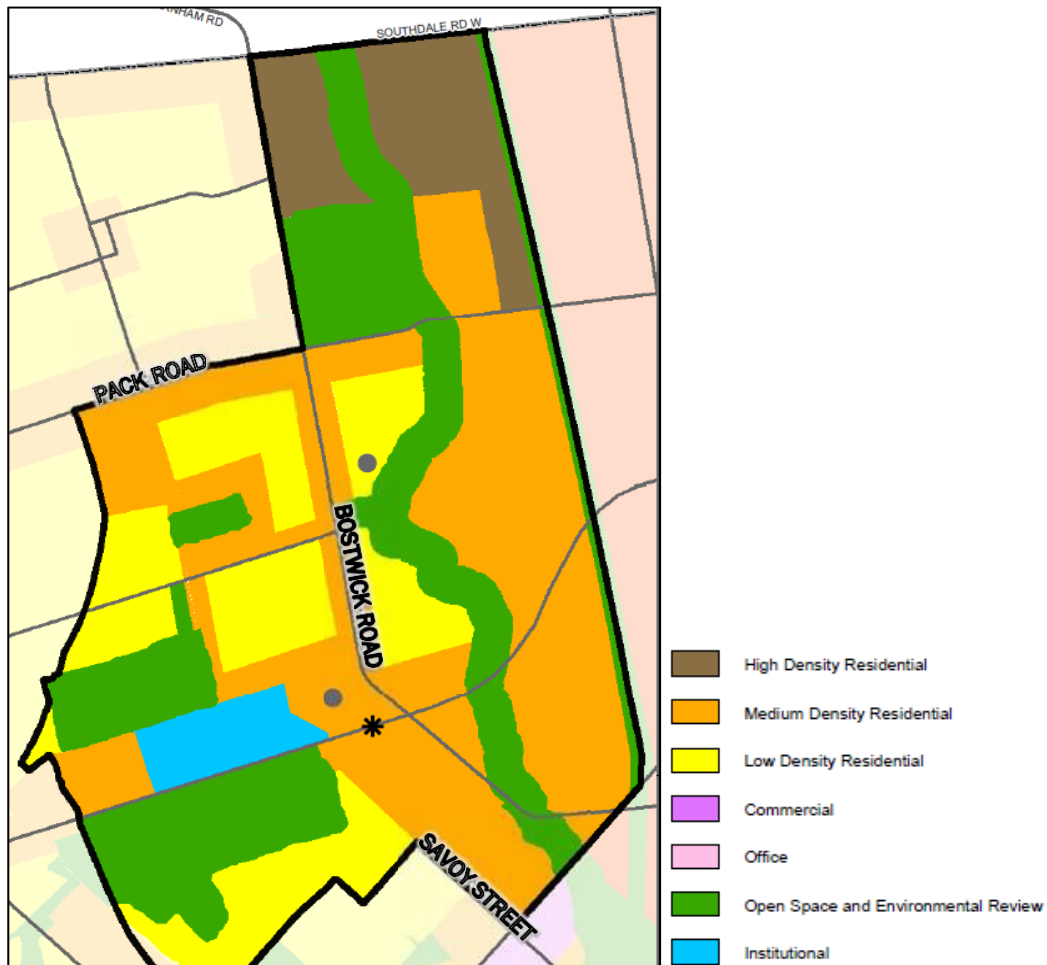 SOUTHDALE RD W
PACK ROAD
BOSTWICK ROAD
SAVOY STREET
High Density Residential
Medium Density Residential
Low Density Residential
Commercial
Office
Open Space and Environmental Review
Institutional